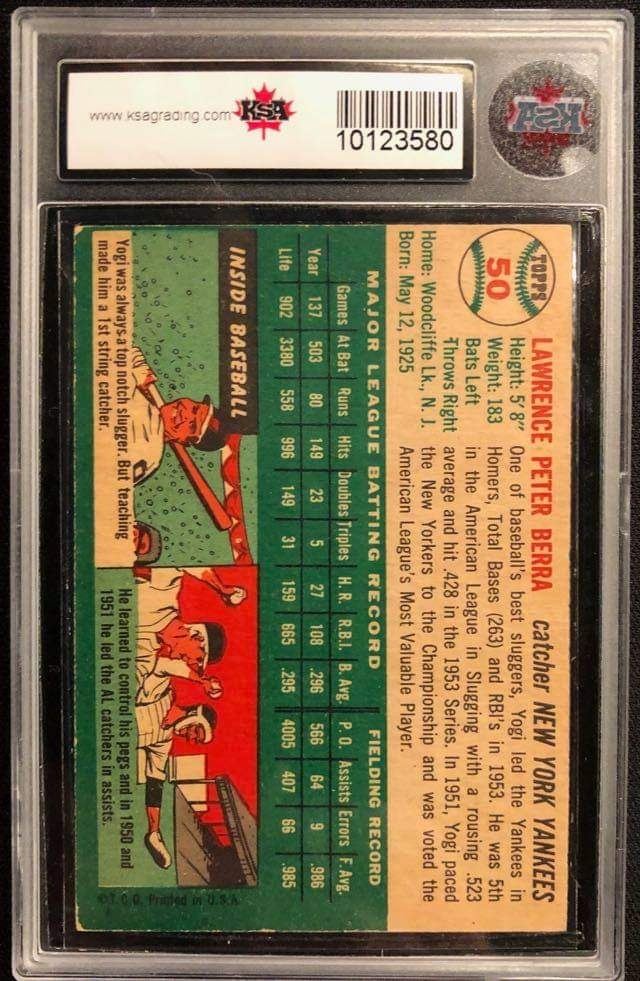 www.ksagrading.com
KSA
10123580
KSA
TOPPS
50
LAWRENCE PETER BERRA catcher NEW YORK YANKEES
Height: 5'8"
Weight: 183
Bats Left
Throws Right
Home: Woodcliffe Lk., N. J.
Born: May 12, 1925
One of baseball's best sluggers, Yogi led the Yankees in
Homers, Total Bases (263) and RBI's in 1953. He was 5th
in the American League in Slugging with a rousing .523
average and hit .428 in the 1953 Series. In 1951, Yogi paced
the New Yorkers to the Championship and was voted the
American League's Most Valuable Player.
MAJOR LEAGUE BATTING RECORD FIELDING RECORD
Games At Bat Runs Hits Doubles Triples H.R. R.B.I. B.Avg. P.O. Assists Errors F.Avg.
Year 137 503 80 149 23 5 27 108 .296 566 64 9 .986
Life 902 3380 558 996 149 31 159 665 .295 4005 407 66 .985
INSIDE BASEBALL
Yogi was always a top notch slugger. But teaching
made him a 1st string catcher.
He learned to control his pegs and in 1950 and
1951 he led the AL catchers in assists.
©T.C.G. Printed in U.S.A.